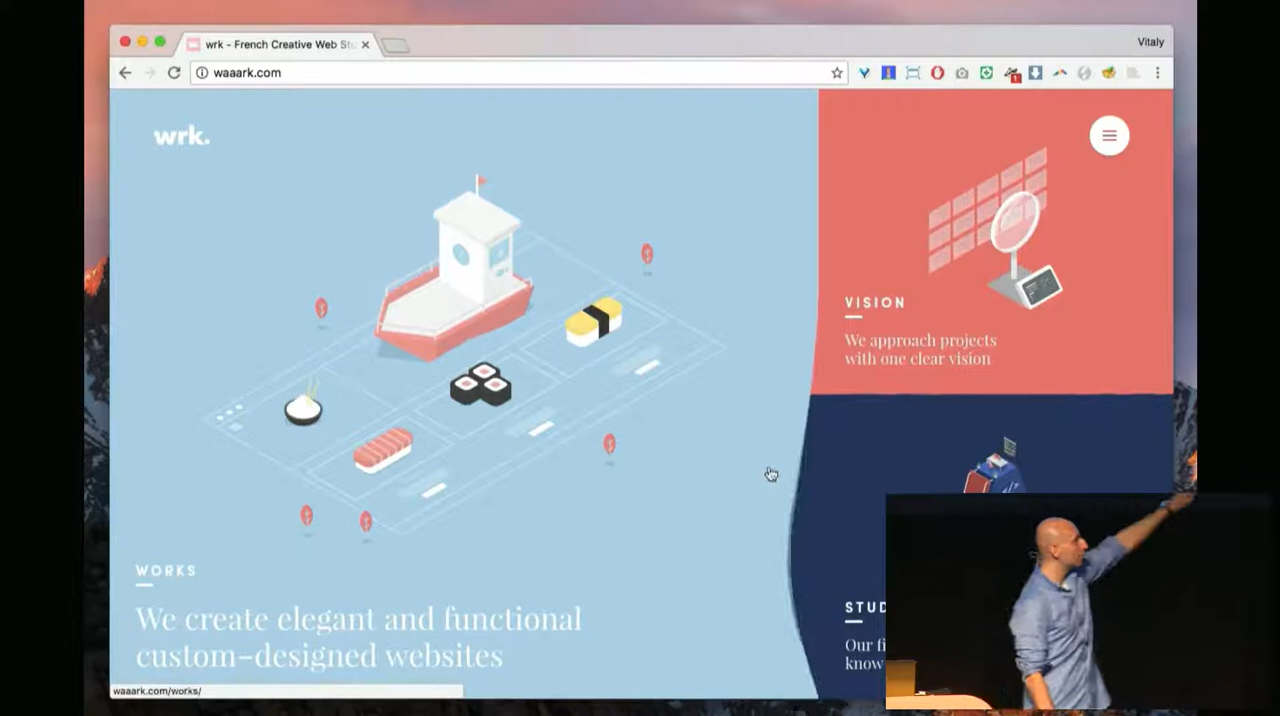 wrk - French Creative Web Stu
Vitaly
waaark.com
wrk.
VISION
We approach projects
with one clear vision
WORKS
We create elegant and functional
custom-designed websites
STUD
Our fi
know
waaark.com/works/